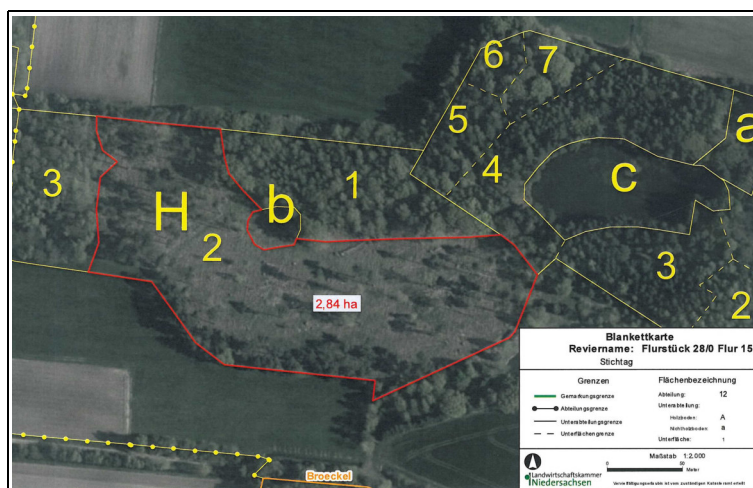 6
7
a
5
3
1
4
H
b
c
2
3
2,84 ha
2
Blankettkarte
Reviername: Flurstück 28/0 Flur 15
Stichtag
Grenzen
Flächenbezeichnung
Gemarkungsgrenze
Abteilung: 12
Abteilungsgrenze
Unterabteilung:
Unterabteilungsgrenze
Holzboden: A
Nichtholzboden: a
Unterflächengrenze
Unterfläche: 1
Maßstab 1:2,000
0 50
Meter
Landwirtschaftskammer
Niedersachsen
Broeckel